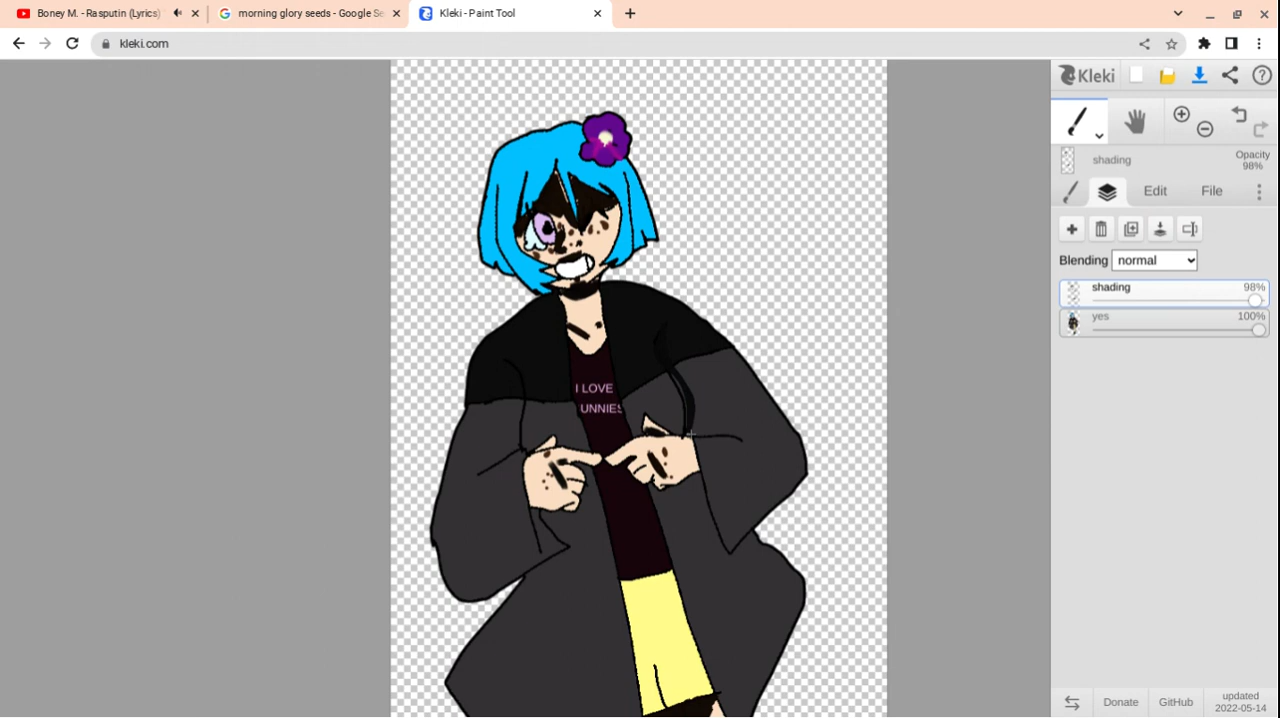 Boney M. - Rasputin (Lyrics)
morning glory seeds - Google Se
Kleki - Paint Tool
kleki.com
Kleki
shading
Opacity
98%
Edit
File
Blending
normal
shading
98%
yes
100%
I LOVE
UNNIES
Donate
GitHub
updated
2022-05-14